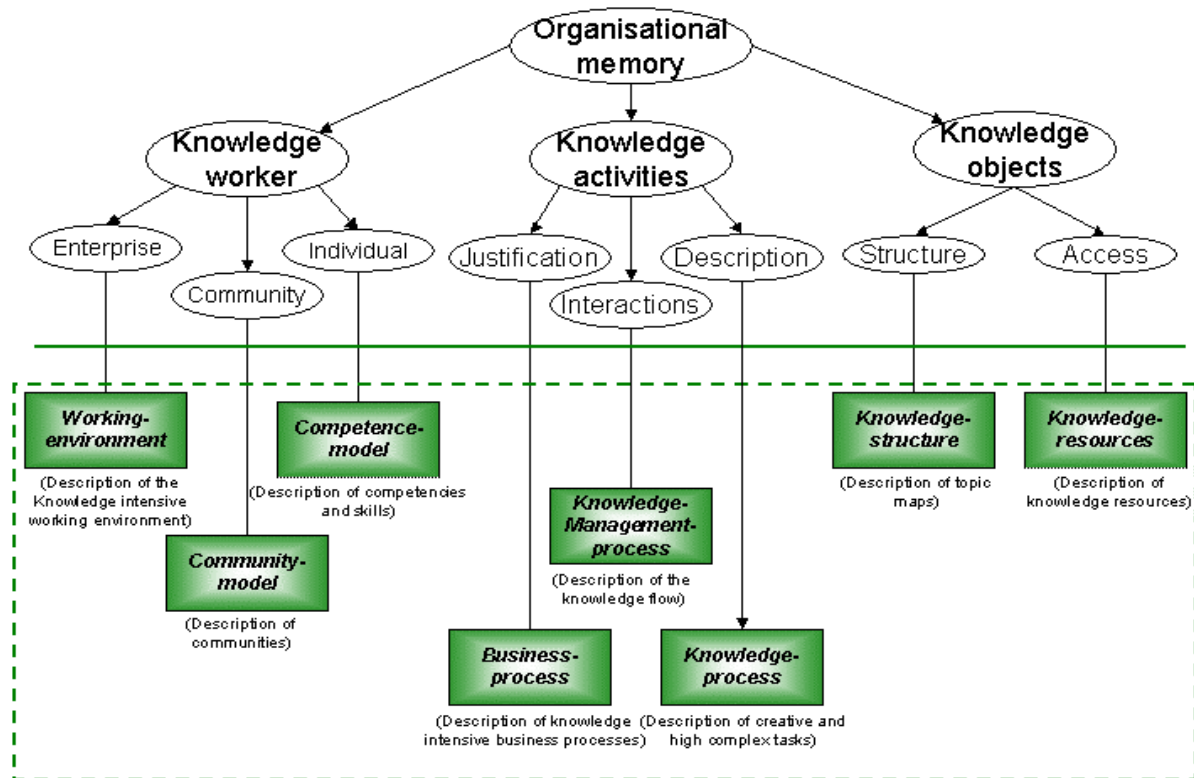 Organisational
memory
Knowledge
worker
Knowledge
activities
Knowledge
objects
Enterprise
Community
Individual
Justification
Interactions
Description
Structure
Access
Working-
environment
(Description of the
Knowledge intensive
working environment)
Community-
model
(Description of
communities)
Competence-
model
(Description of competencies
and skills)
Business-
process
(Description of knowledge
intensive business processes)
Knowledge-
Management-
process
(Description of the
knowledge flow)
Knowledge-
process
(Description of creative and
high complex tasks)
Knowledge-
structure
(Description of topic
maps)
Knowledge-
resources
(Description of
knowledge resources)